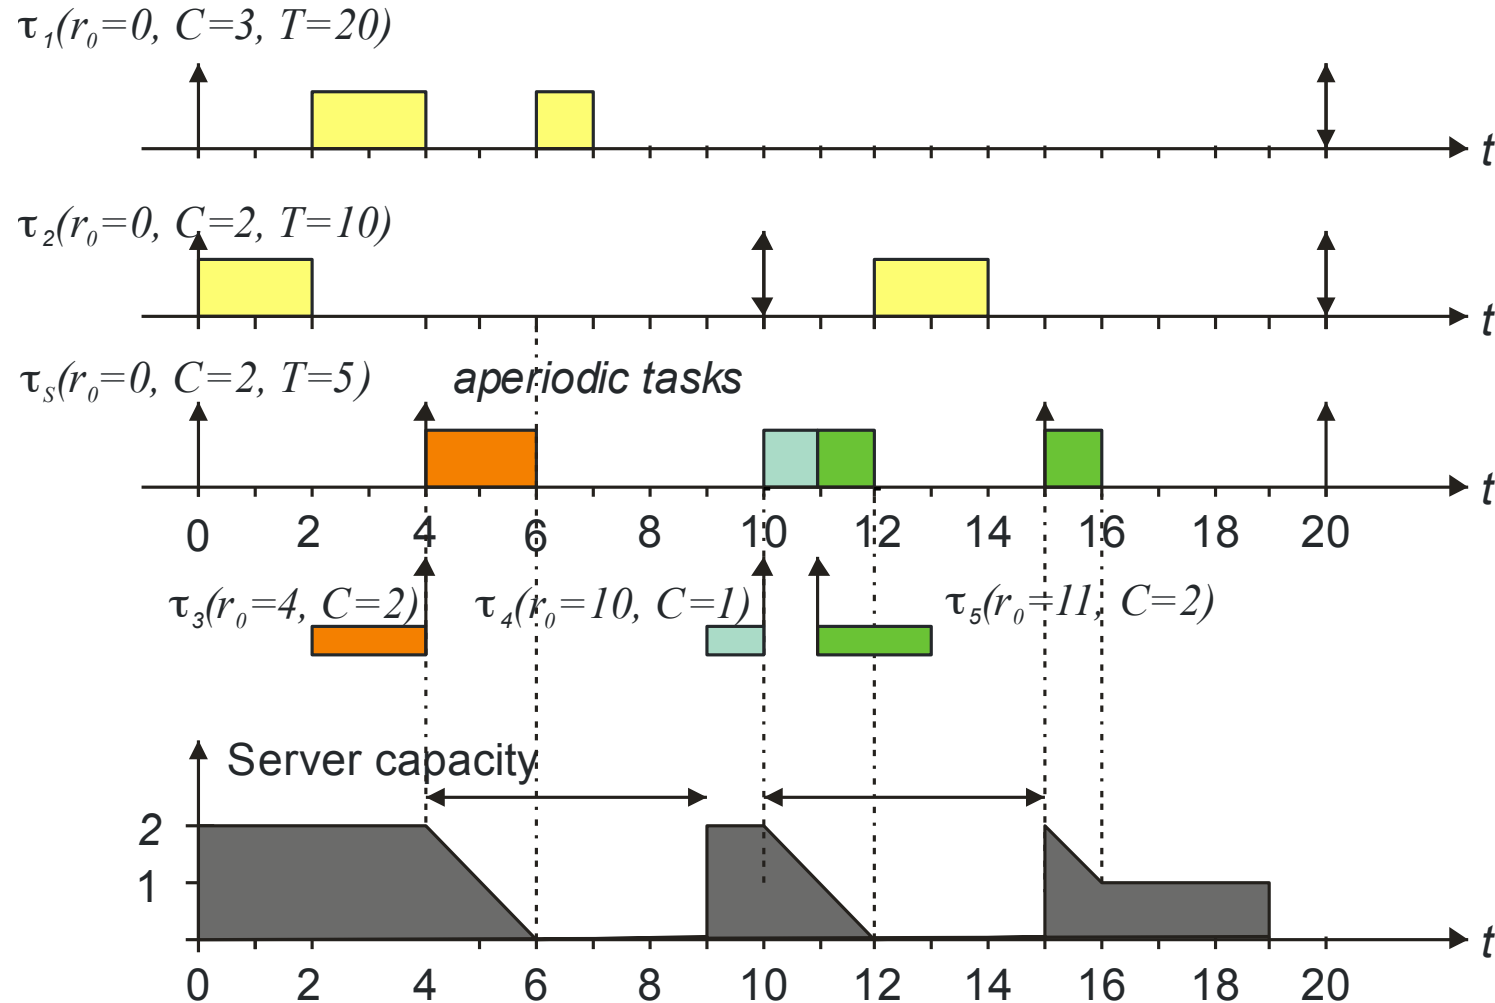 τ1(r0=0, C=3, T=20)
t
τ2(r0=0, C=2, T=10)
t
τS(r0=0, C=2, T=5) aperiodic tasks
t
0 2 4 6 8 10 12 14 16 18 20
τ3(r0=4, C=2) τ4(r0=10, C=1) τ5(r0=11, C=2)
Server capacity
2
1
t
0 2 4 6 8 10 12 14 16 18 20